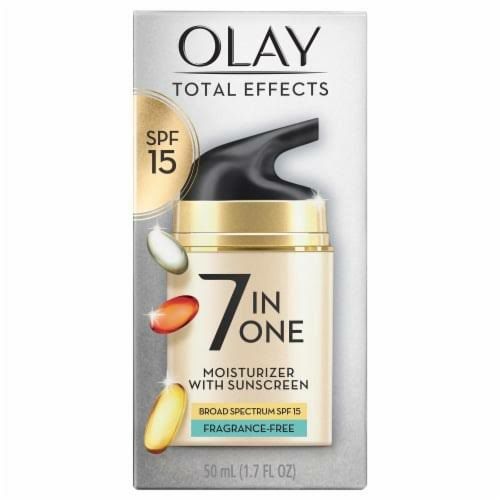 OLAY
TOTAL EFFECTS
SPF
15
7 IN
ONE
MOISTURIZER
WITH SUNSCREEN
BROAD SPECTRUM SPF 15
FRAGRANCE-FREE
50 mL (1.7 FL OZ)